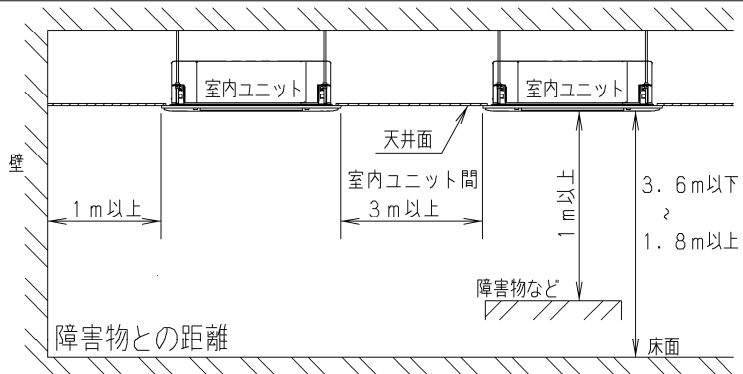 室内ユニット
室内ユニット
天井面
壁
室内ユニット間
1m以上
3m以上
1m以上
3.6m以下
~
1.8m以上
障害物など
障害物との距離
床面